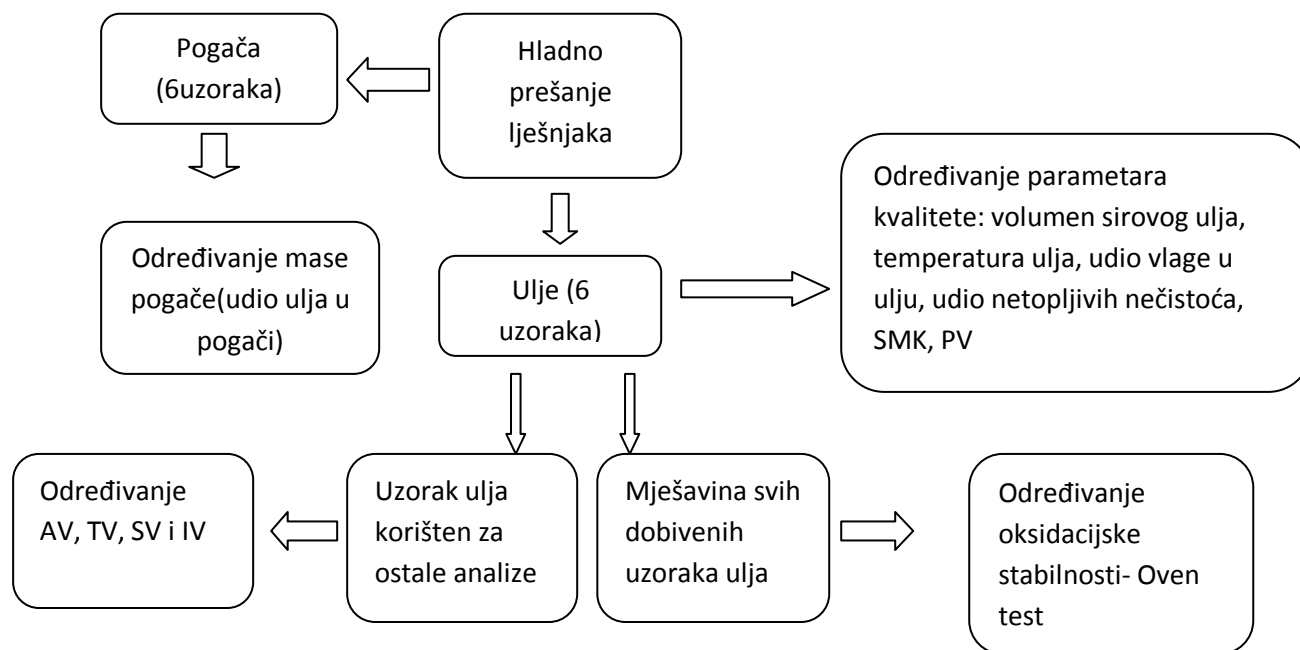 Pogača
(6uzoraka)
Hladno
prešanje
lješnjaka
Određivanje parametara
kvalitete: volumen sirovog ulja,
temperatura ulja, udio vlage u
ulju, udio netopljivih nečistoća,
SMK, PV
Određivanje mase
pogače(udio ulja u
pogači)
Ulje (6
uzoraka)
Određivanje
AV, TV, SV i IV
Uzorak ulja
korišten za
ostale analize
Mješavina svih
dobivenih
uzoraka ulja
Određivanje
oksidacijske
stabilnosti- Oven
test